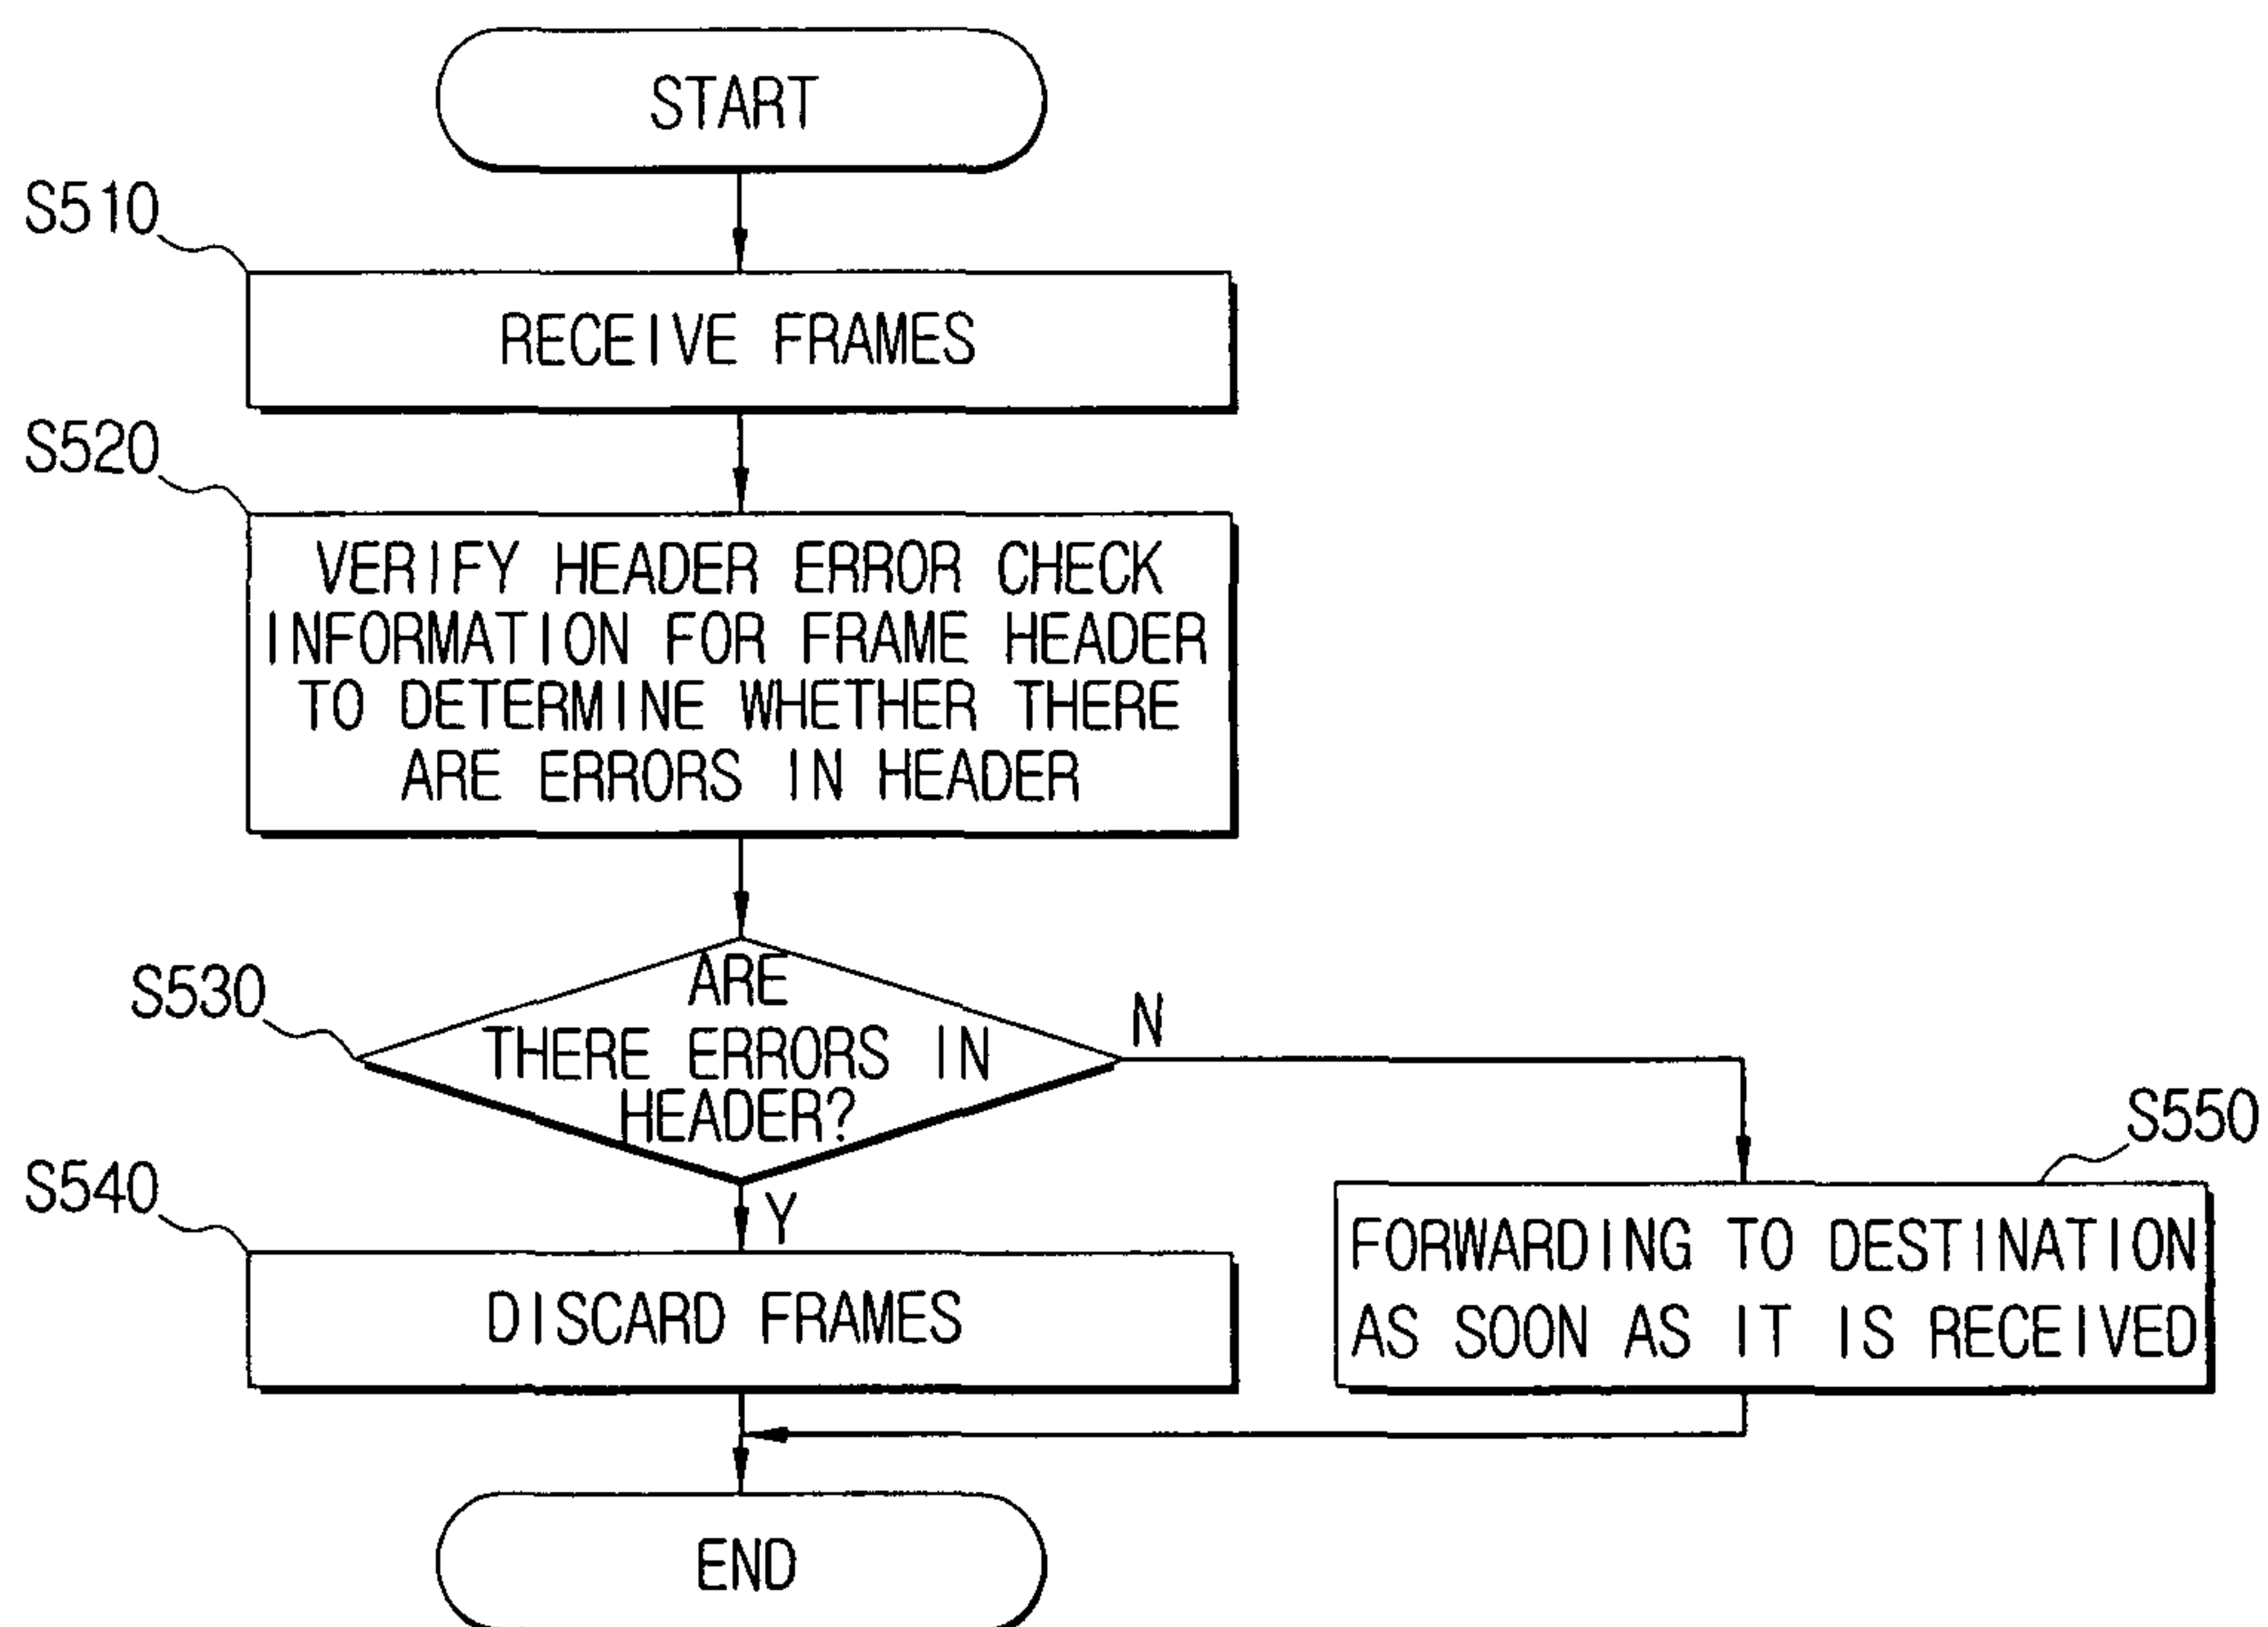 START
S510
RECEIVE FRAMES
S520
VERIFY HEADER ERROR CHECK
INFORMATION FOR FRAME HEADER
TO DETERMINE WHETHER THERE
ARE ERRORS IN HEADER
S530
ARE
THERE ERRORS IN
HEADER?
N
Y
S540
DISCARD FRAMES
S550
FORWARDING TO DESTINATION
AS SOON AS IT IS RECEIVED
END